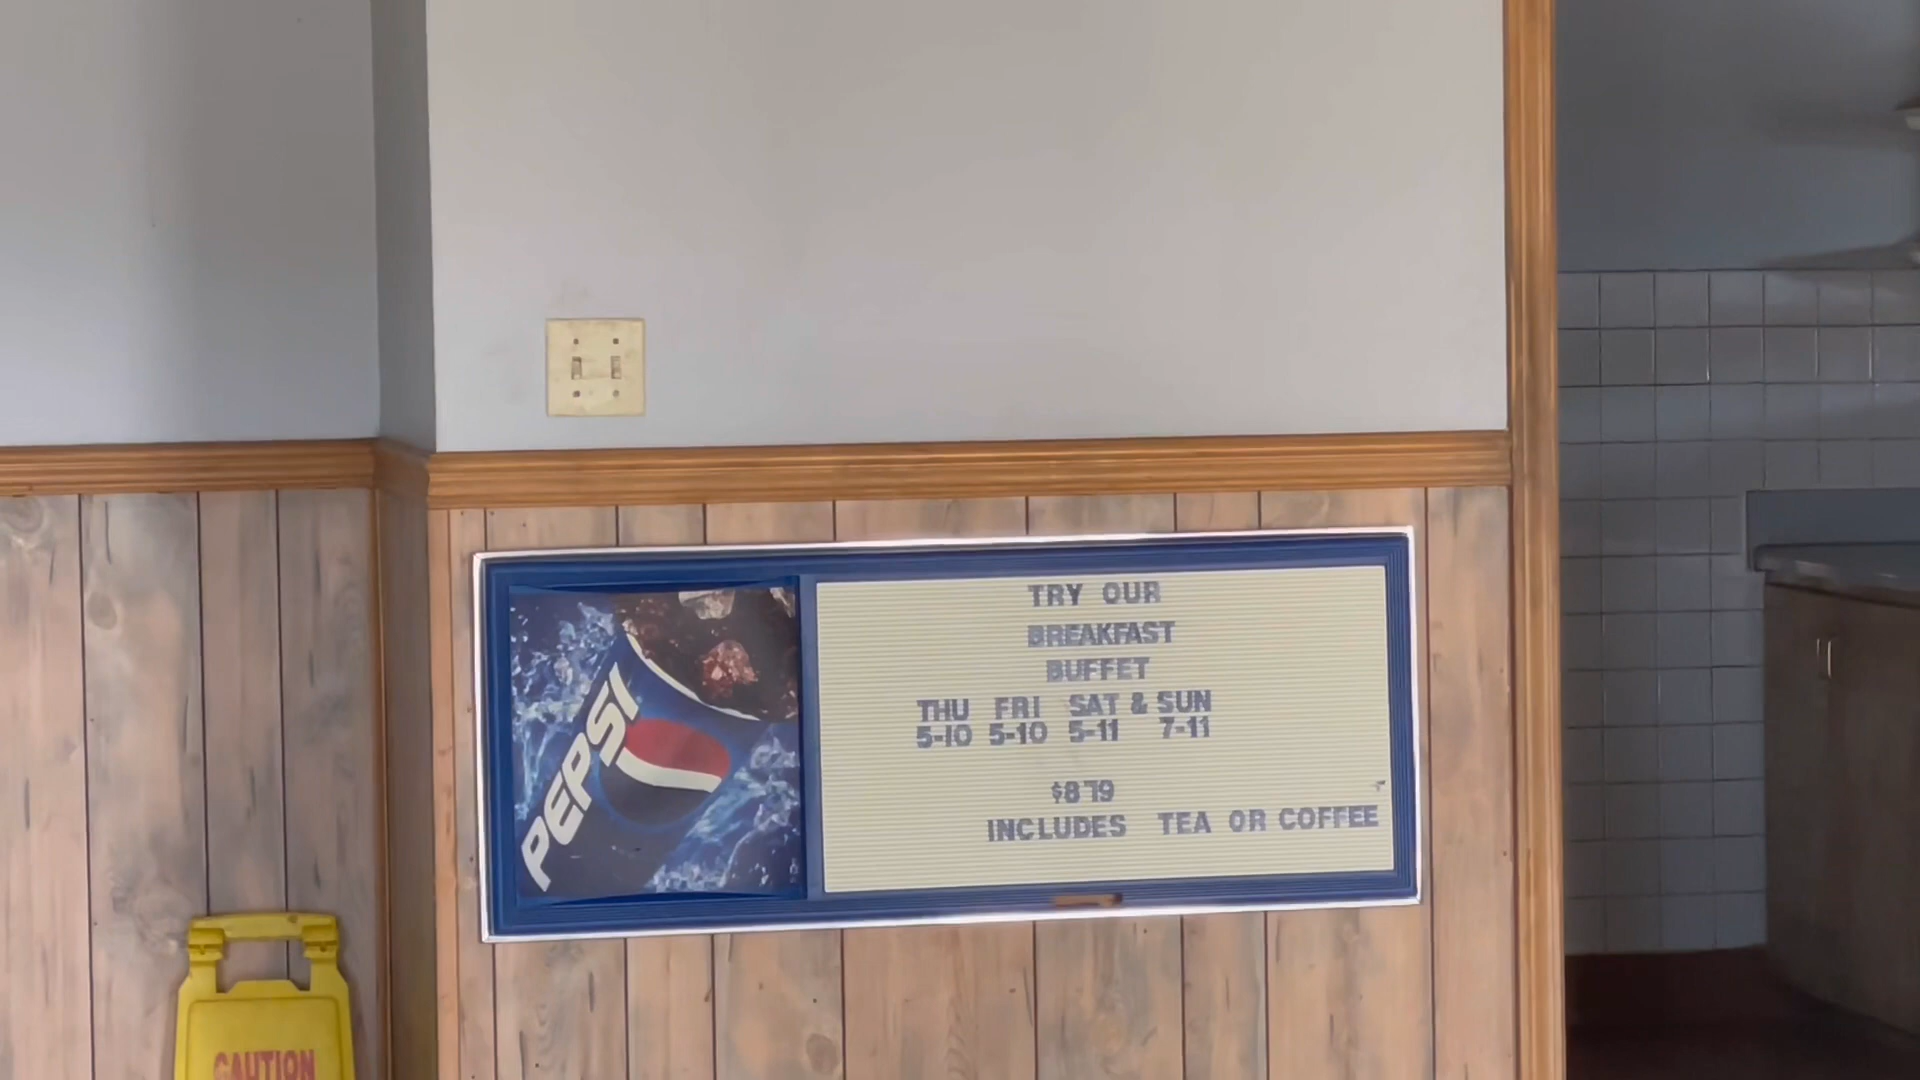 PEPSI
TRY OUR
BREAKFAST
BUFFET
THU FRI SAT & SUN
5-10 5-10 5-11 7-11
$8 79
INCLUDES TEA OR COFFEE
CAUTION